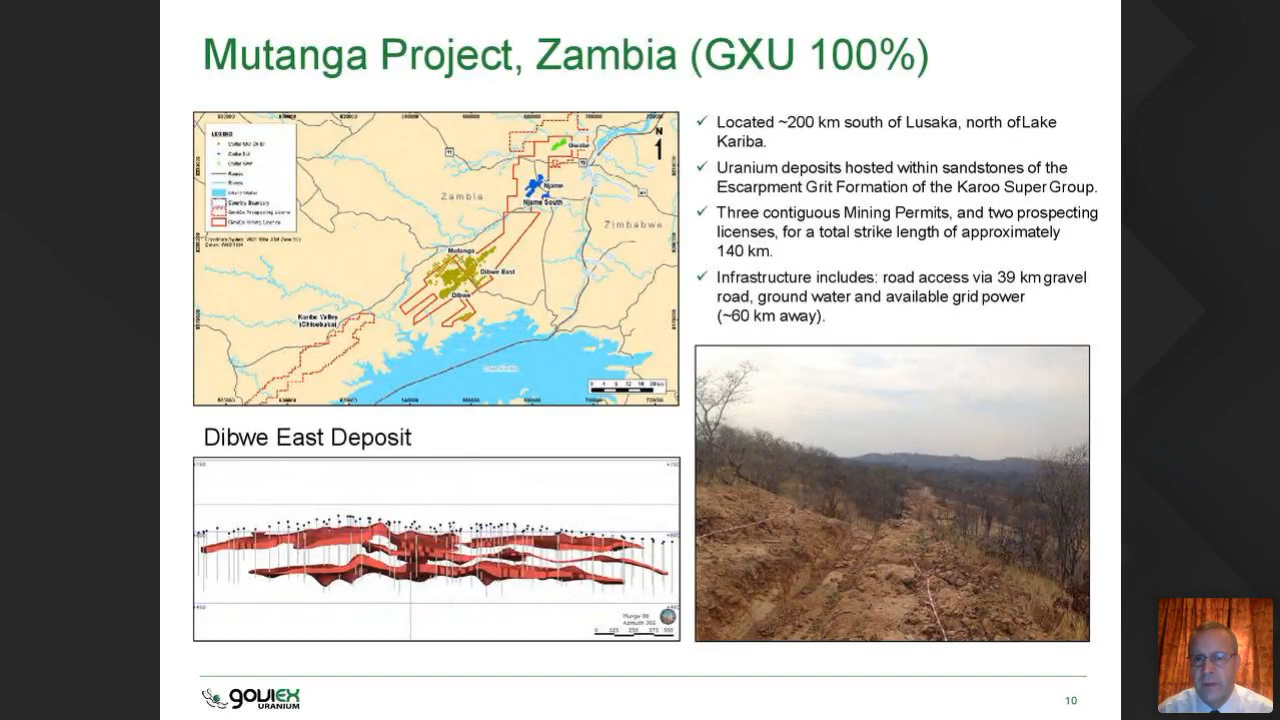 Mutanga Project, Zambia (GXU 100%)
LEGEND
Zambia
Zimbabwe
Gwabe
Njame
Njame South
Mutanga
Dibwe East
Dibwe
Kariba Valley
(Chisebuka)
N
✓ Located ~200 km south of Lusaka, north of Lake
Kariba.
✓ Uranium deposits hosted within sandstones of the
Escarpment Grit Formation of the Karoo Super Group.
✓ Three contiguous Mining Permits, and two prospecting
licenses, for a total strike length of approximately
140 km.
✓ Infrastructure includes: road access via 39 km gravel
road, ground water and available grid power
(~60 km away).
Dibwe East Deposit
GOVIEX
URANIUM
10